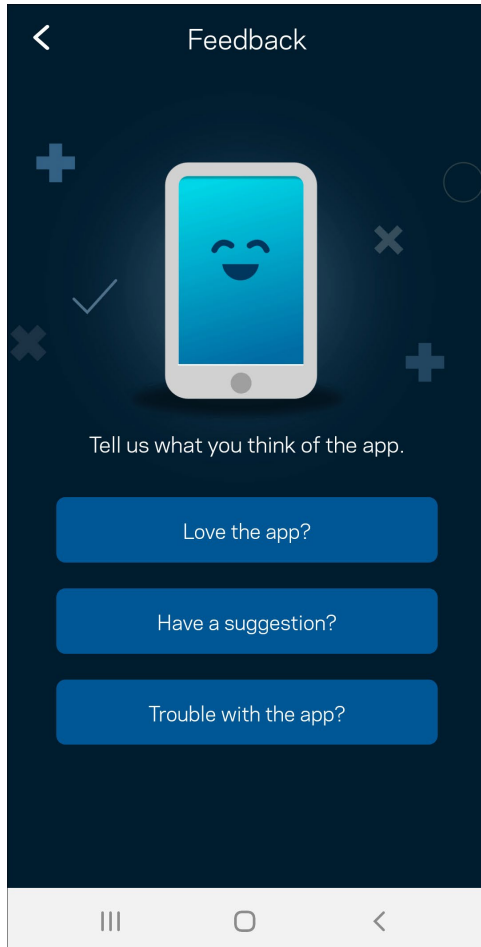 Feedback
Tell us what you think of the app.
Love the app?
Have a suggestion?
Trouble with the app?